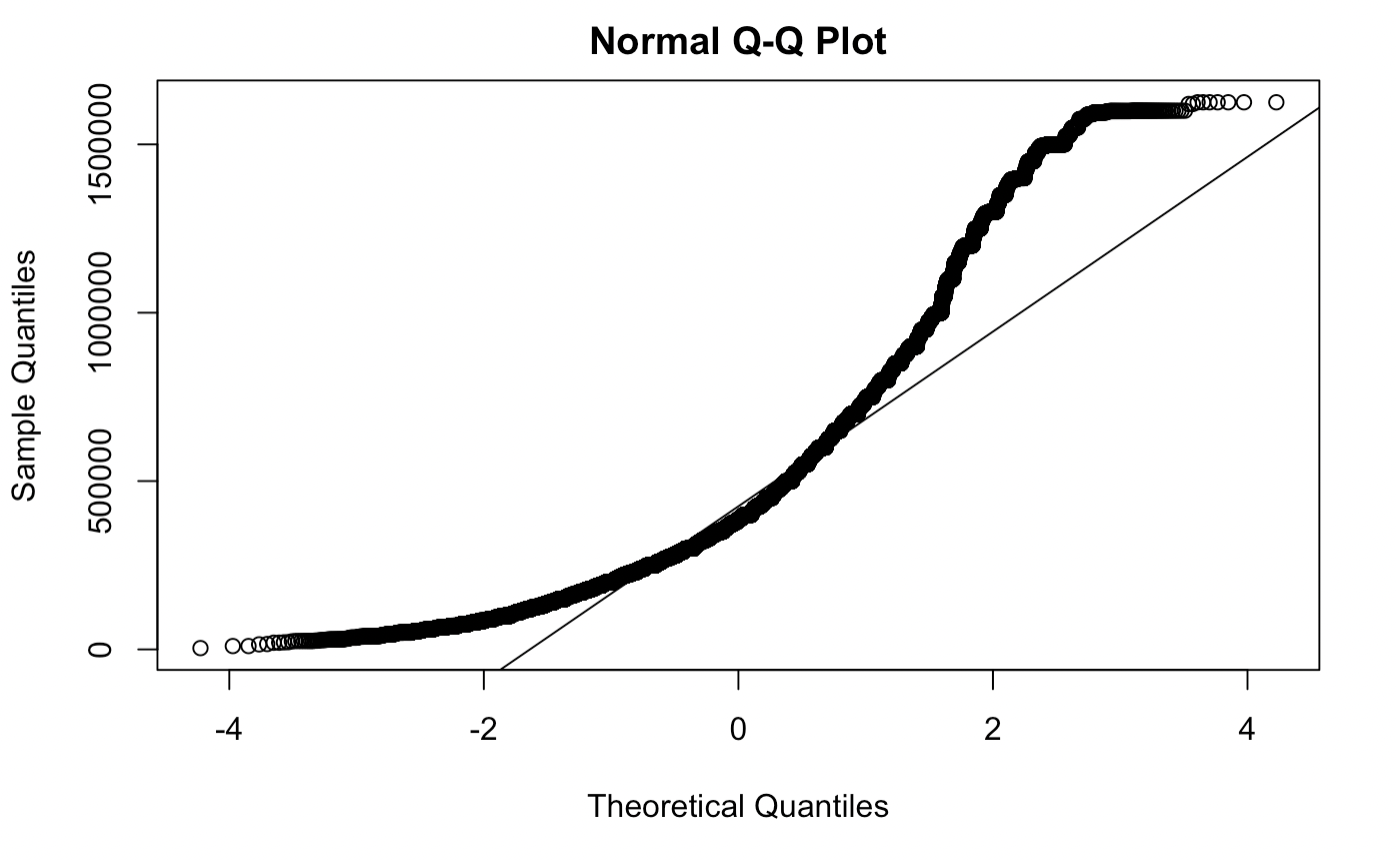 Normal Q-Q Plot
Sample Quantiles
1500000
1000000
500000
0
-4 -2 0 2 4
Theoretical Quantiles